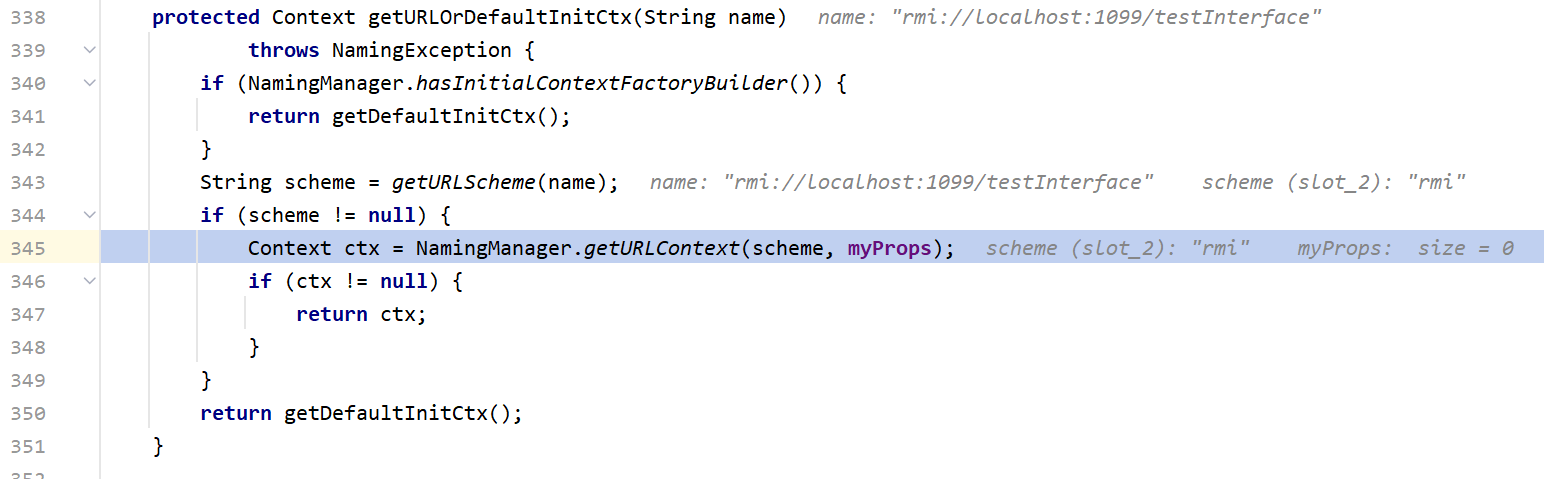 338 protected Context getURLOrDefaultInitCtx(String name) name: "rmi://localhost:1099/testInterface"
339 throws NamingException {
340 if (NamingManager.hasInitialContextFactoryBuilder()) {
341 return getDefaultInitCtx();
342 }
343 String scheme = getURLScheme(name); name: "rmi://localhost:1099/testInterface" scheme (slot_2): "rmi"
344 if (scheme != null) {
345 Context ctx = NamingManager.getURLContext(scheme, myProps); scheme (slot_2): "rmi" myProps: size = 0
346 if (ctx != null) {
347 return ctx;
348 }
349 }
350 return getDefaultInitCtx();
351 }
352